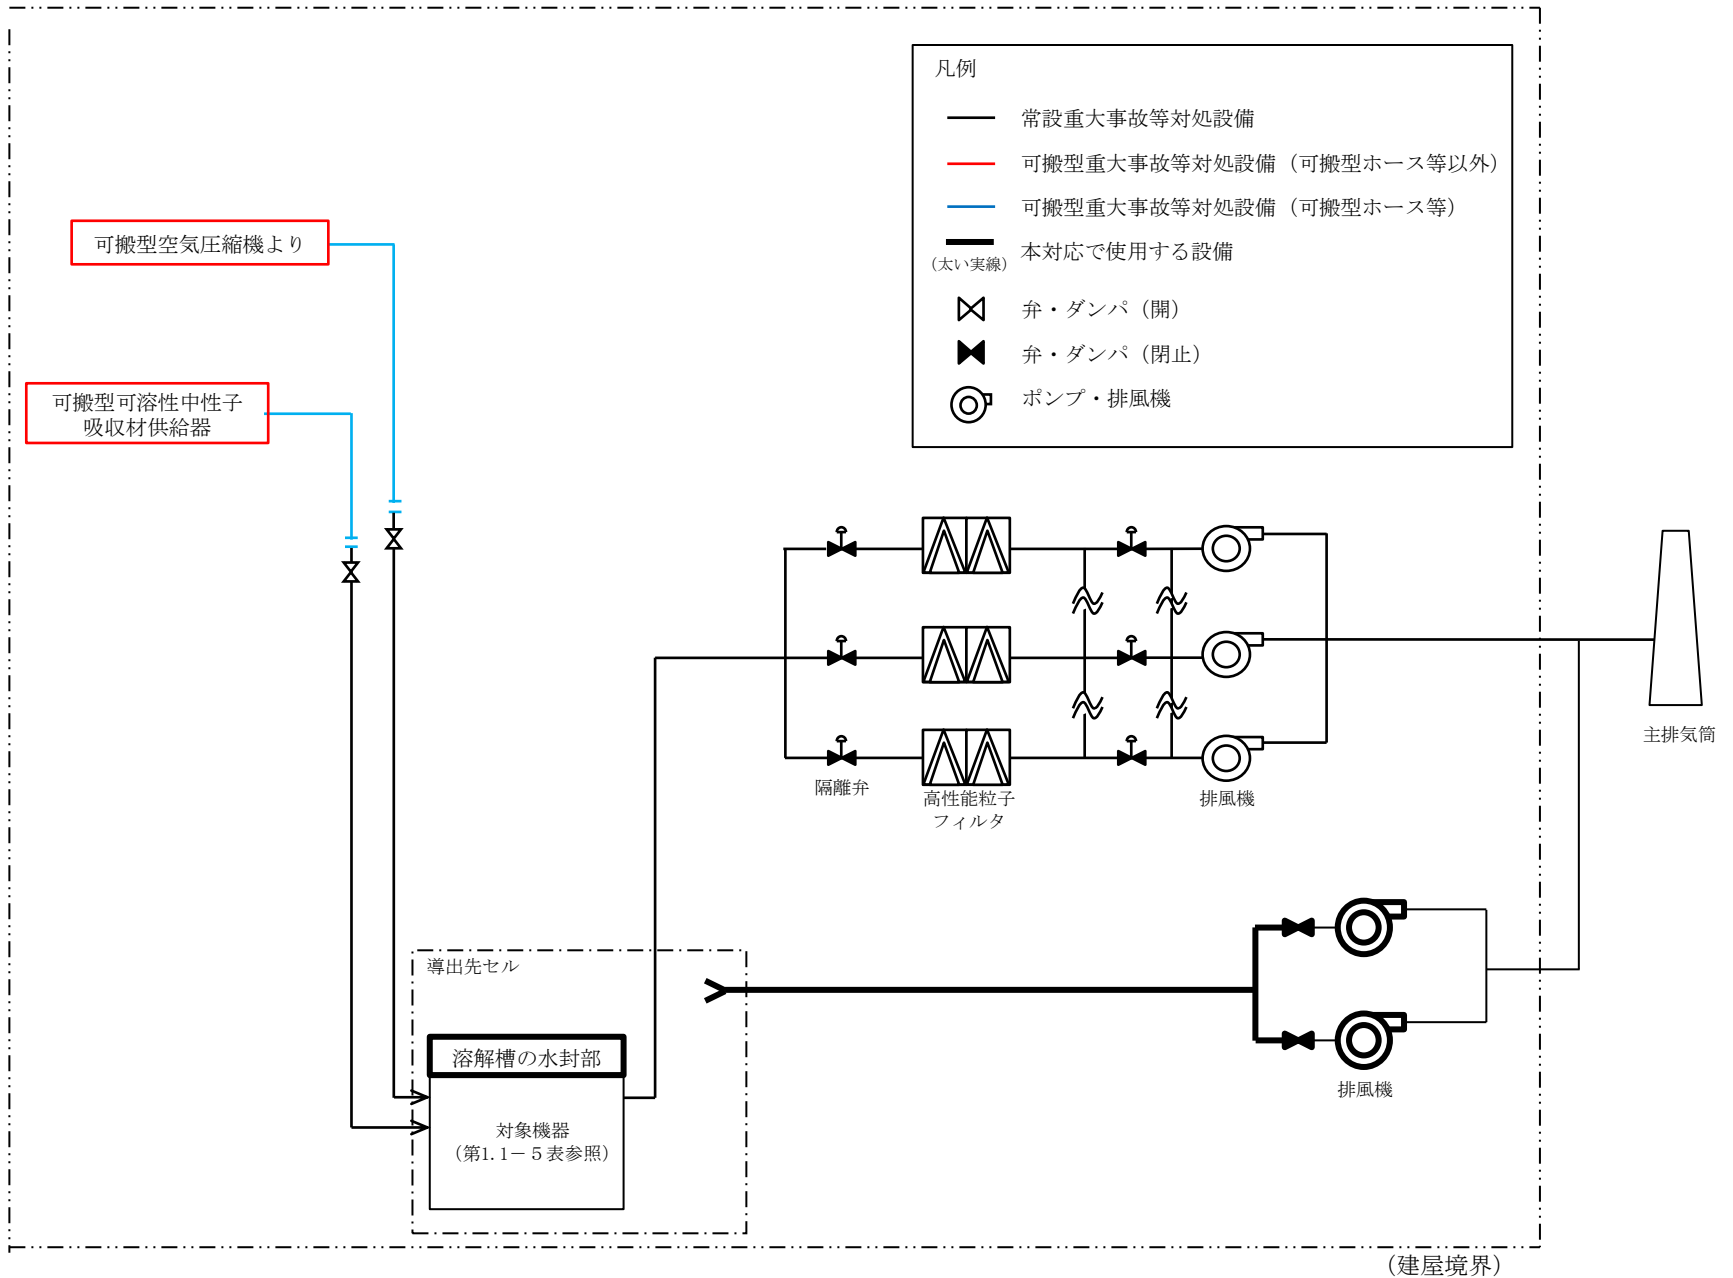 凡例
常設重大事故等対処設備
可搬型重大事故等対処設備（可搬型ホース等以外）
可搬型重大事故等対処設備（可搬型ホース等）
本対応で使用する設備
（太い実線）
弁・ダンパ（開）
弁・ダンパ（閉止）
ポンプ・排風機
可搬型空気圧縮機より
可搬型可溶性中性子
吸収材供給器
隔離弁
高性能粒子
フィルタ
排風機
主排気筒
導出先セル
溶解槽の水封部
対象機器
（第1.1－５表参照）
排風機
（建屋境界）